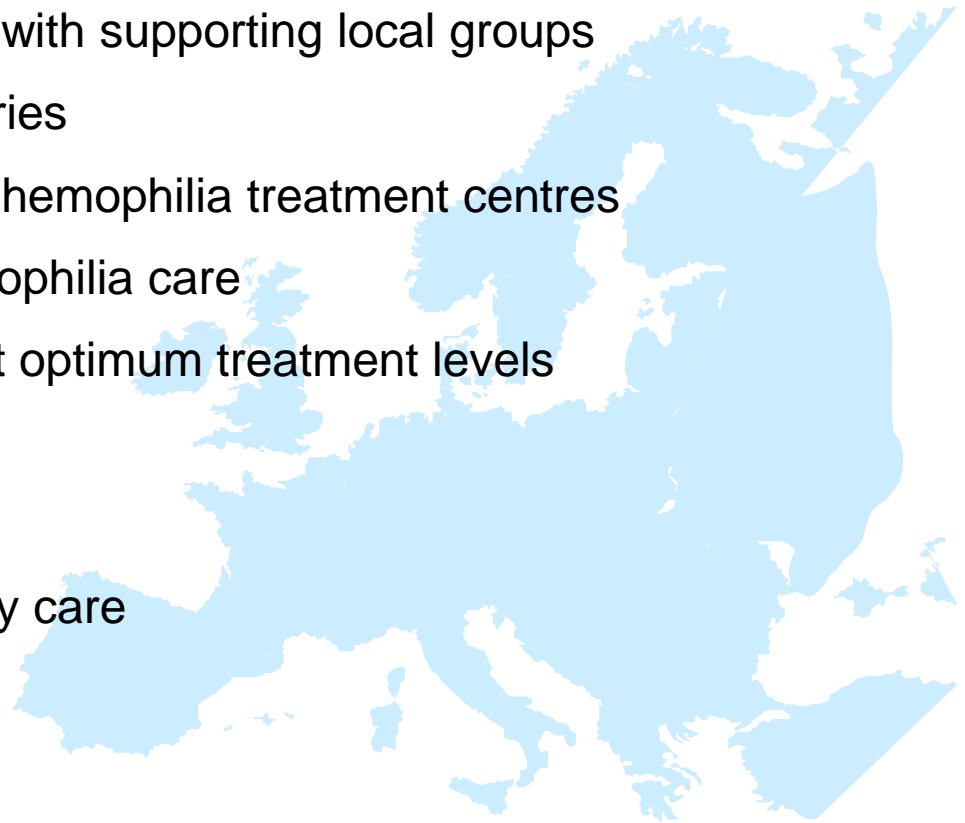 with supporting local groups
ries
hemophilia treatment centres
ophilia care
t optimum treatment levels
y care